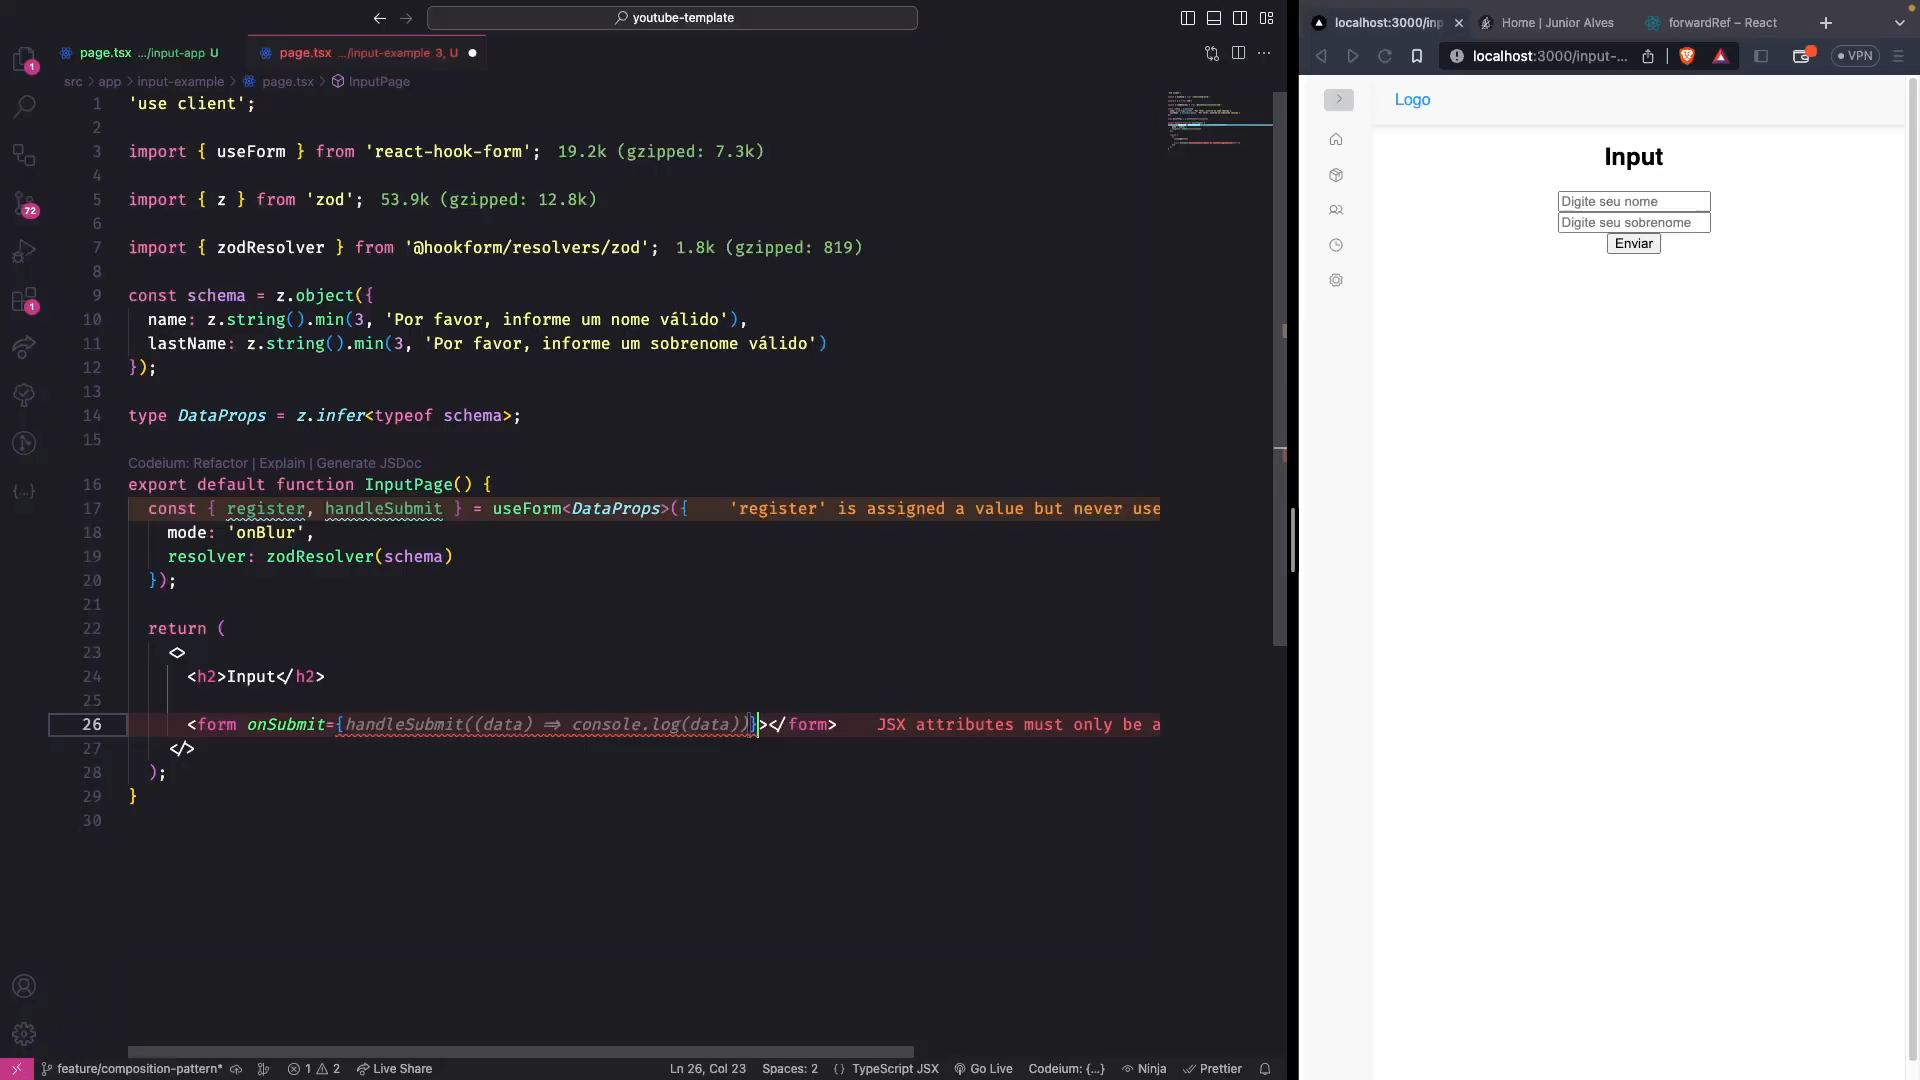 youtube-template
page.tsx .../input-app U
page.tsx .../input-example 3, U
src > app > input-example > page.tsx > InputPage
1 'use client';
2
3 import { useForm } from 'react-hook-form'; 19.2k (gzipped: 7.3k)
4
5 import { z } from 'zod'; 53.9k (gzipped: 12.8k)
6
7 import { zodResolver } from '@hookform/resolvers/zod'; 1.8k (gzipped: 819)
8
9 const schema = z.object({
10 name: z.string().min(3, 'Por favor, informe um nome válido'),
11 lastName: z.string().min(3, 'Por favor, informe um sobrenome válido')
12 });
13
14 type DataProps = z.infer<typeof schema>;
15
Codeium: Refactor | Explain | Generate JSDoc
16 export default function InputPage() {
17 const { register, handleSubmit } = useForm<DataProps>({ 'register' is assigned a value but never use
18 mode: 'onBlur',
19 resolver: zodResolver(schema)
20 });
21
22 return (
23 <>
24 <h2>Input</h2>
25
26 <form onSubmit={handleSubmit((data) => console.log(data))}></form> JSX attributes must only be a
27 </>
28 );
29 }
30
1
72
1
feature/composition-pattern*
1 2
Live Share
Ln 26, Col 23
Spaces: 2
{} TypeScript JSX
Go Live
Codeium: {...}
Ninja
Prettier
localhost:3000/inp
Home | Junior Alves
forwardRef – React
localhost:3000/input-...
VPN
Logo
Input
Digite seu nome
Digite seu sobrenome
Enviar